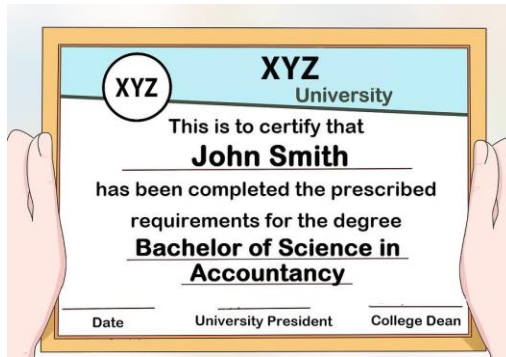 XYZ
XYZ
University
This is to certify that
John Smith
has been completed the prescribed
requirements for the degree
Bachelor of Science in
Accountancy
Date University President College Dean